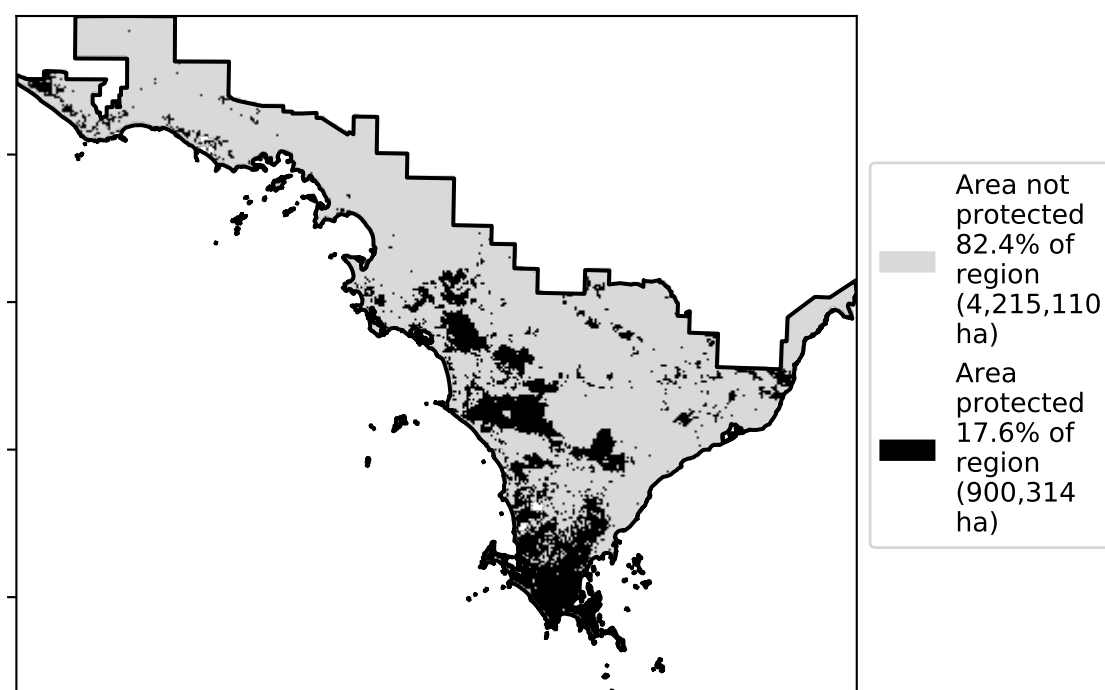 Area not
protected
82.4% of
region
(4,215,110
ha)
Area
protected
17.6% of
region
(900,314
ha)